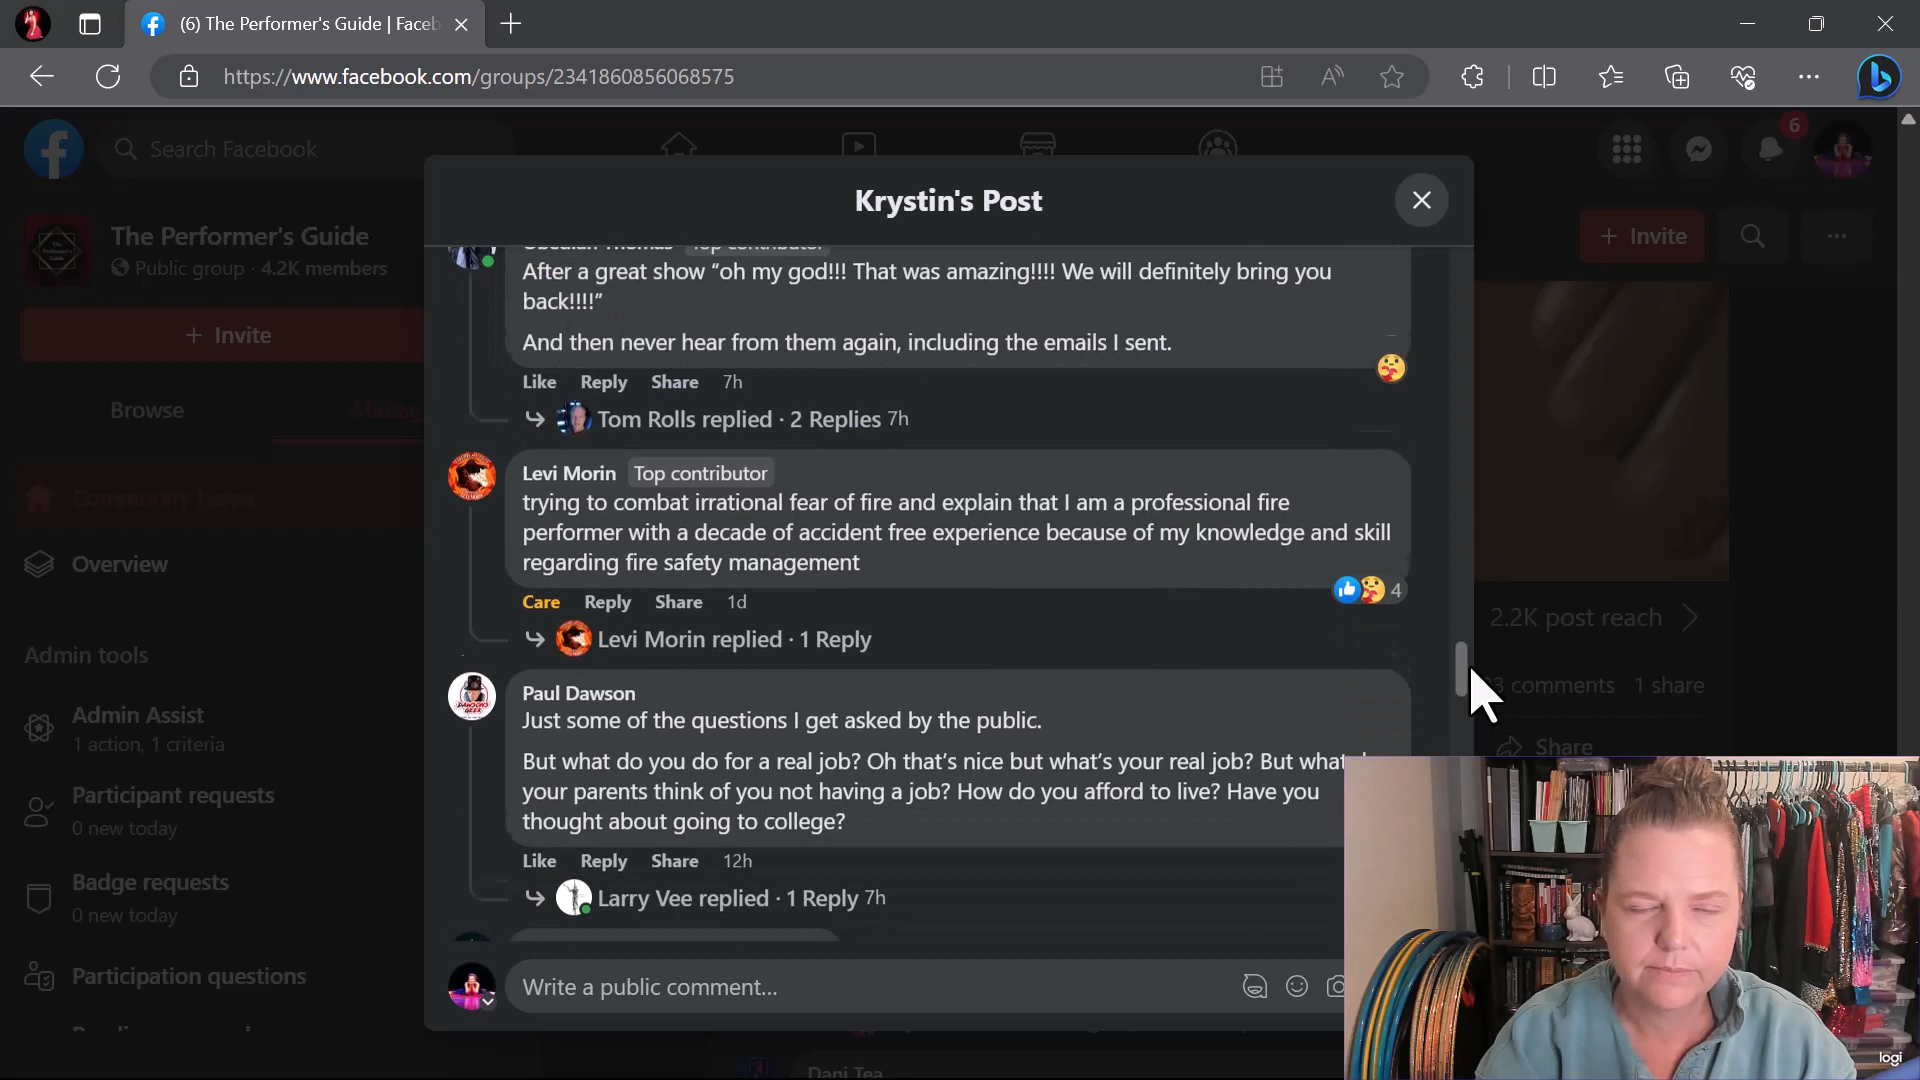 (6) The Performer's Guide | Faceb
https://www.facebook.com/groups/2341860856068575
Search Facebook
6
The Performer's Guide
Public group · 4.2K members
+ Invite
+ Invite
Browse
Overview
Admin tools
Admin Assist
1 action, 1 criteria
Participant requests
0 new today
Badge requests
0 new today
Participation questions
Krystin's Post
Top contributor
After a great show “oh my god!!! That was amazing!!!! We will definitely bring you
back!!!!”
And then never hear from them again, including the emails I sent.
Like Reply Share 7h
Tom Rolls replied · 2 Replies 7h
Levi Morin Top contributor
trying to combat irrational fear of fire and explain that I am a professional fire
performer with a decade of accident free experience because of my knowledge and skill
regarding fire safety management
Care Reply Share 1d
4
Levi Morin replied · 1 Reply
Paul Dawson
Just some of the questions I get asked by the public.
But what do you do for a real job? Oh that's nice but what's your real job? But what
your parents think of you not having a job? How do you afford to live? Have you
thought about going to college?
Like Reply Share 12h
Larry Vee replied · 1 Reply 7h
Write a public comment...
2.2K post reach
comments 1 share
Share
Dani Tea
logi